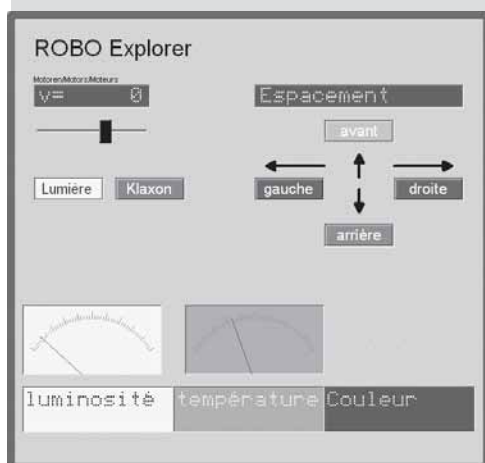 ROBO Explorer
Motoren/Motors/Moteurs
v= 0
Espacement
avant
Lumière
Klaxon
gauche
droite
arrière
luminosité
température
Couleur